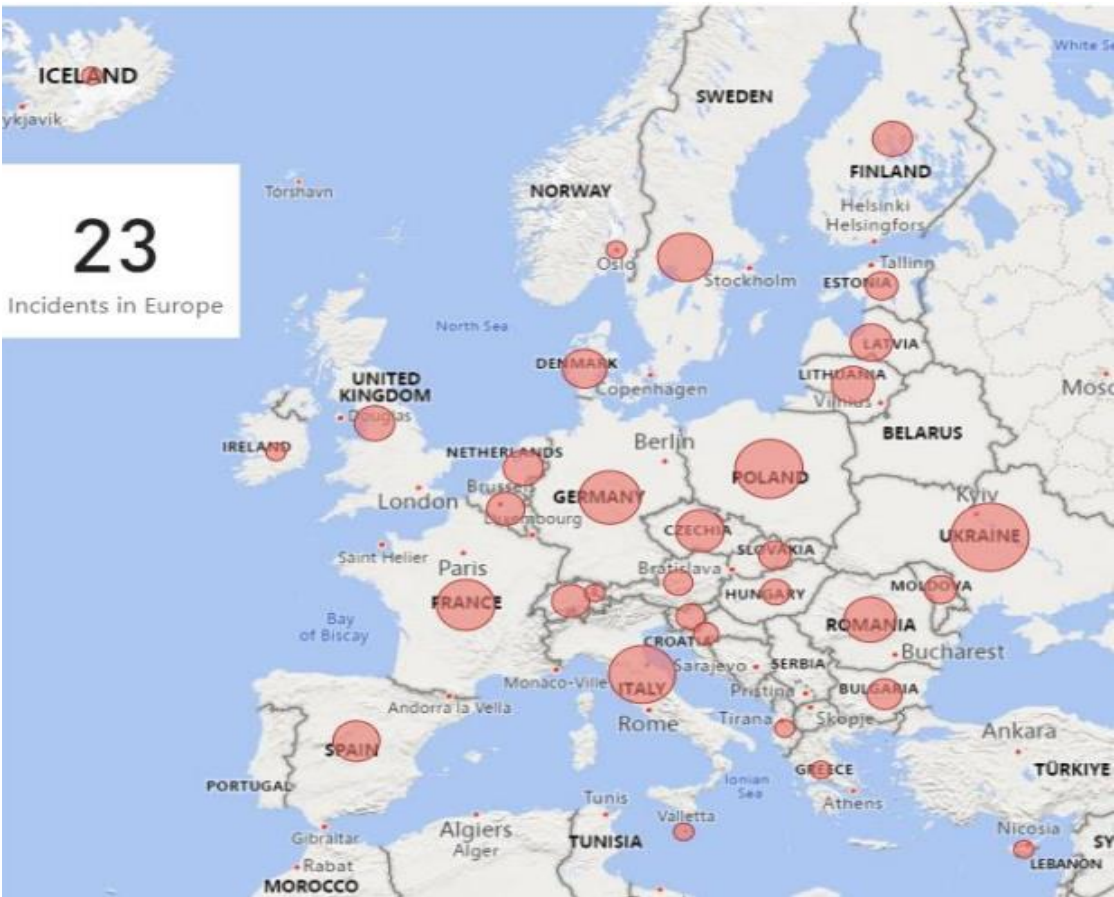 White Se
ICELAND
ykjavik
SWEDEN
FINLAND
Torshavn
NORWAY
Helsinki
Helsingfors
23
Incidents in Europe
Oslo
Stockholm
Tallinn
ESTONIA
North Sea
LATVIA
DENMARK
Copenhagen
LITHUANIA
Vilnius
Mosc
UNITED
KINGDOM
Douglas
IRELAND
NETHERLANDS
Berlin
BELARUS
London
Brussel
GERMANY
POLAND
Kyiv
Luxembourg
CZECHIA
UKRAINE
Saint Helier
SLOVAKIA
Paris
Bratislava
HUNGARY
MOLDOVA
FRANCE
Bay
of Biscay
ROMANIA
CROATIA
Bucharest
Monaco-Ville
ITALY
Sarajevo
SERBIA
Andorra la Vella
Pristina
BULGARIA
Rome
Tirana
Skopje
SPAIN
Ankara
PORTUGAL
Ionian
Sea
GREECE
TÜRKIYE
Athens
Tunis
Valletta
Gibraltar
Algiers
Alger
TUNISIA
Nicosia
SY
LEBANON
Rabat
MOROCCO